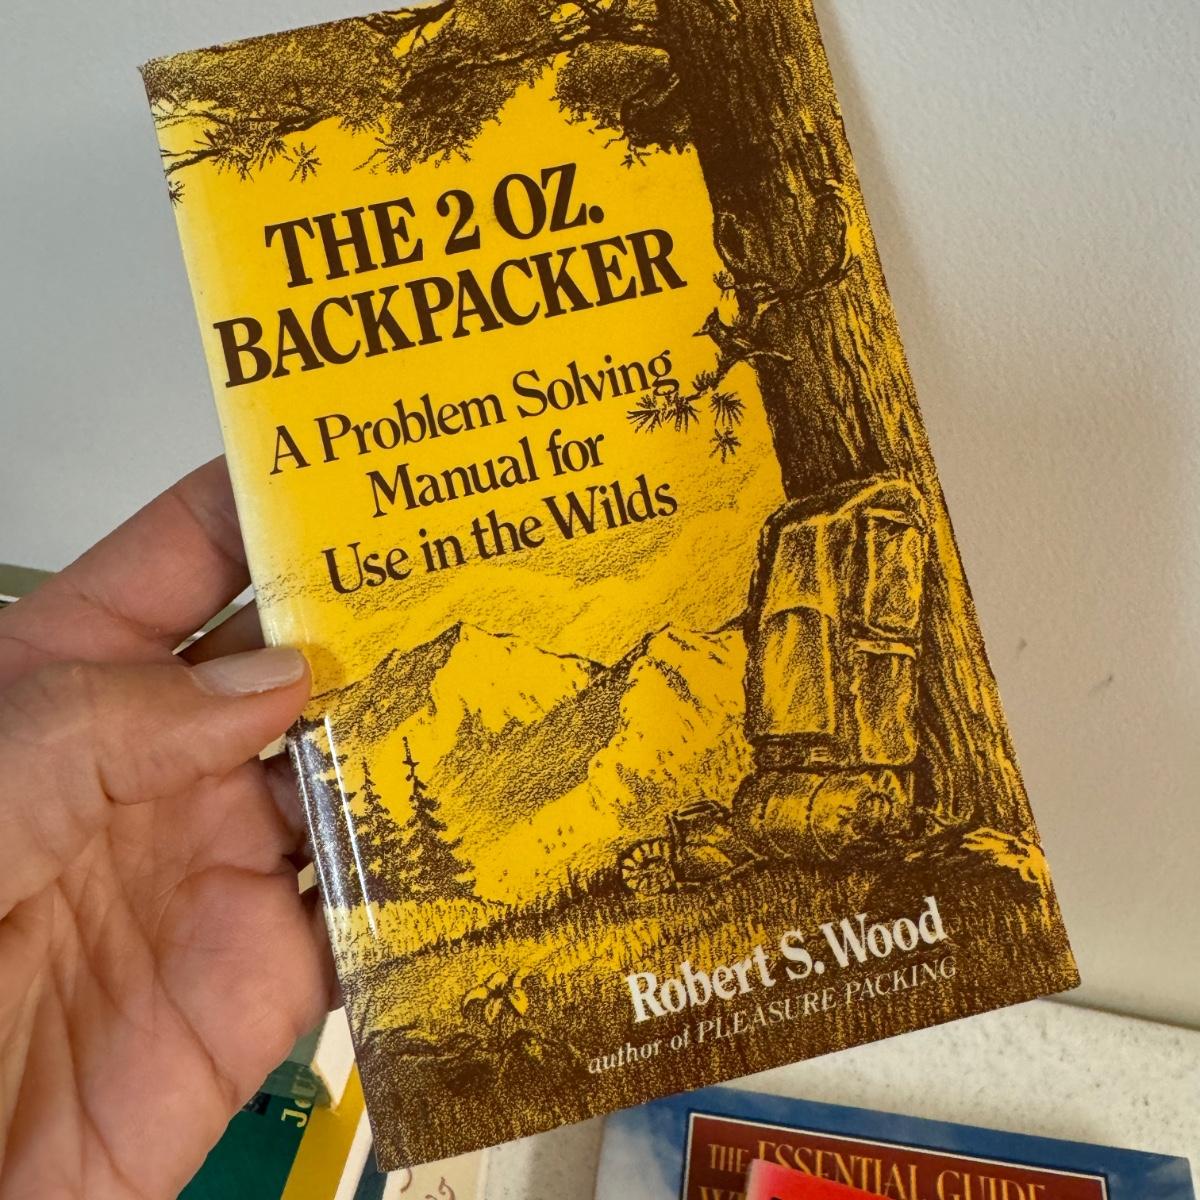 THE 2 OZ.
BACKPACKER
A Problem Solving
Manual for
Use in the Wilds
Robert S. Wood
author of PLEASURE PACKING
THE ESSENTIAL GUIDE